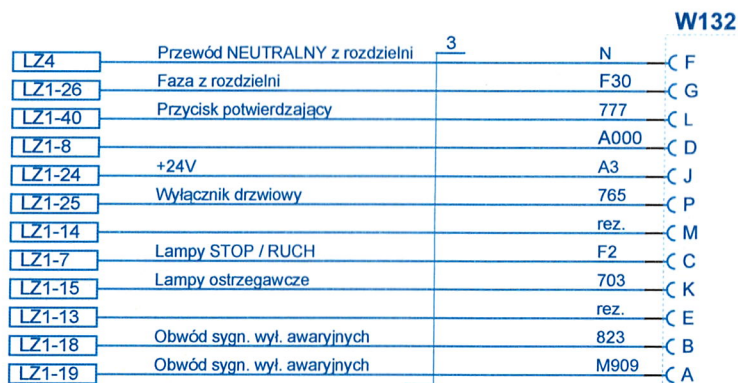 W132
3
LZ4 Przewód NEUTRALNY z rozdzielni N F
LZ1-26 Faza z rozdzielni F30 G
LZ1-40 Przycisk potwierdzający 777 L
LZ1-8 A000 D
LZ1-24 +24V A3 J
LZ1-25 Wyłącznik drzwiowy 765 P
LZ1-14 rez. M
LZ1-7 Lampy STOP / RUCH F2 C
LZ1-15 Lampy ostrzegawcze 703 K
LZ1-13 rez. E
LZ1-18 Obwód sygn. wył. awaryjnych 823 B
LZ1-19 Obwód sygn. wył. awaryjnych M909 A